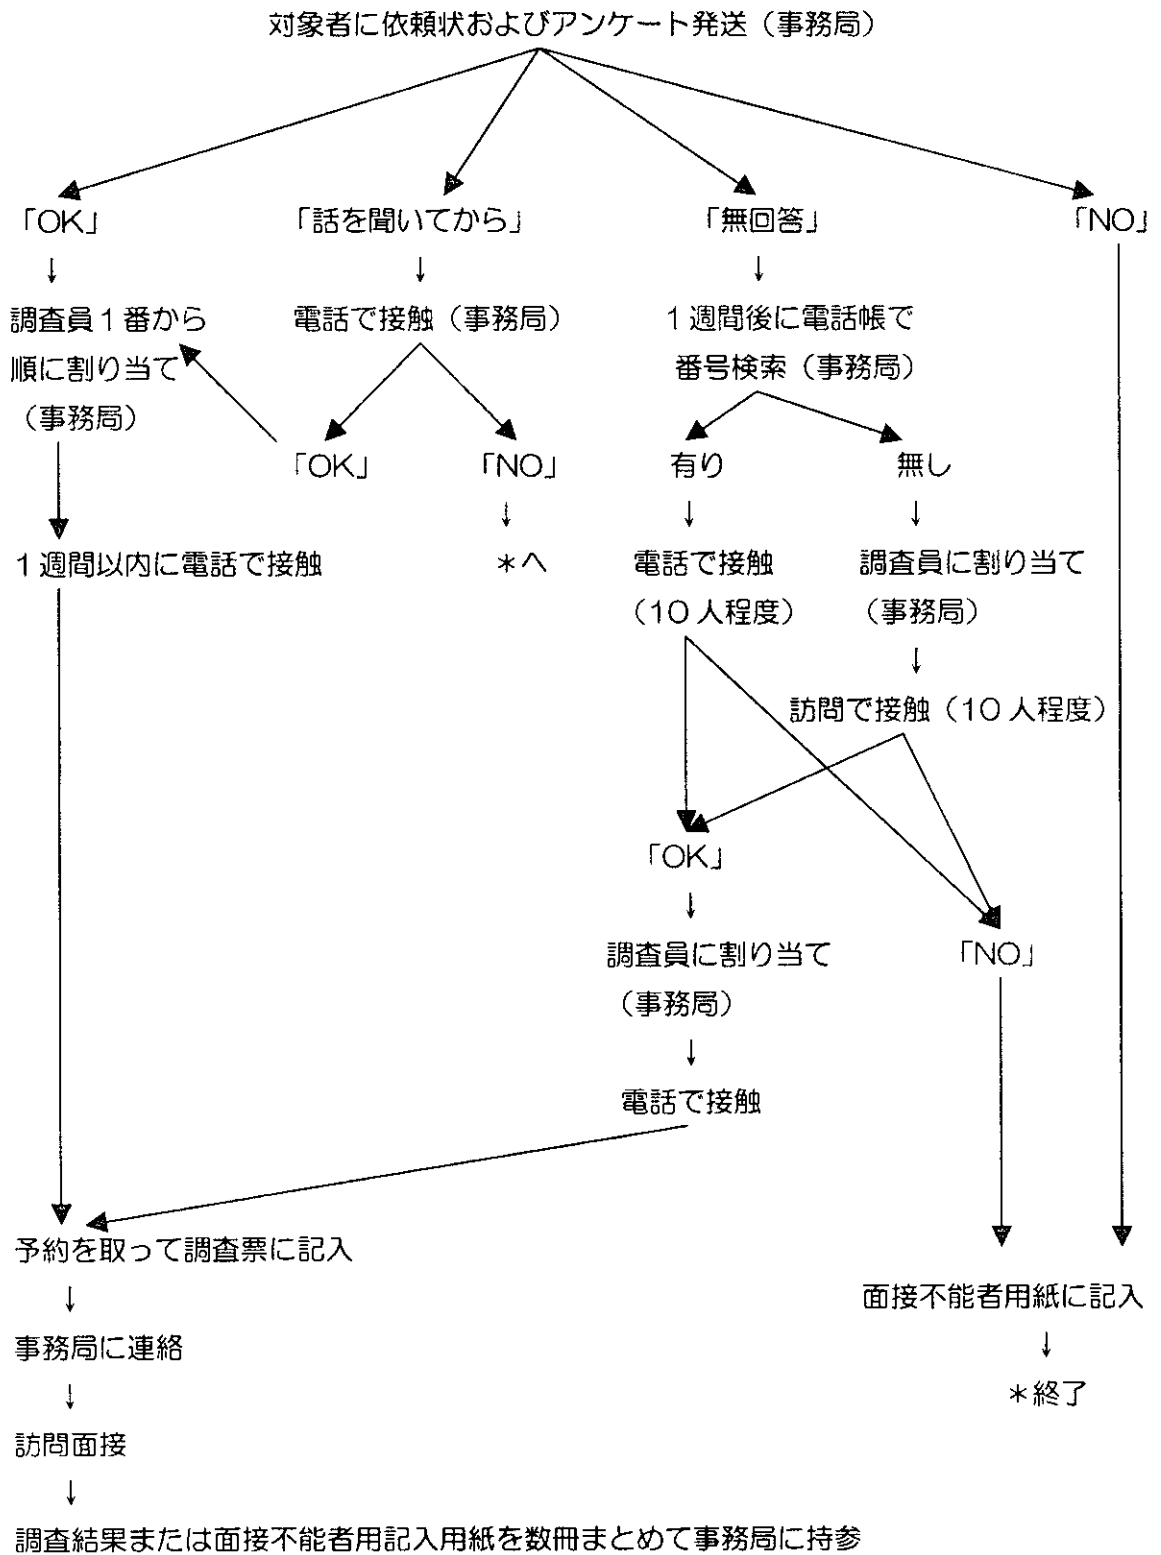 対象者に依頼状およびアンケート発送（事務局）
「OK」 「話を聞いてから」 「無回答」 「NO」
↓ ↓ ↓
調査員1番から 電話で接触（事務局） 1週間後に電話帳で
順に割り当て 番号検索（事務局）
（事務局）
「OK」 「NO」 有り 無し
↓ ↓ ↓
1週間以内に電話で接触 ＊へ 電話で接触 調査員に割り当て
（10人程度） （事務局）
↓
訪問で接触（10人程度）
「OK」
↓
調査員に割り当て 「NO」
（事務局）
↓
電話で接触
予約を取って調査票に記入
面接不能者用紙に記入
↓ ↓
事務局に連絡
↓ ＊終了
訪問面接
↓
調査結果または面接不能者用記入用紙を数冊まとめて事務局に持参